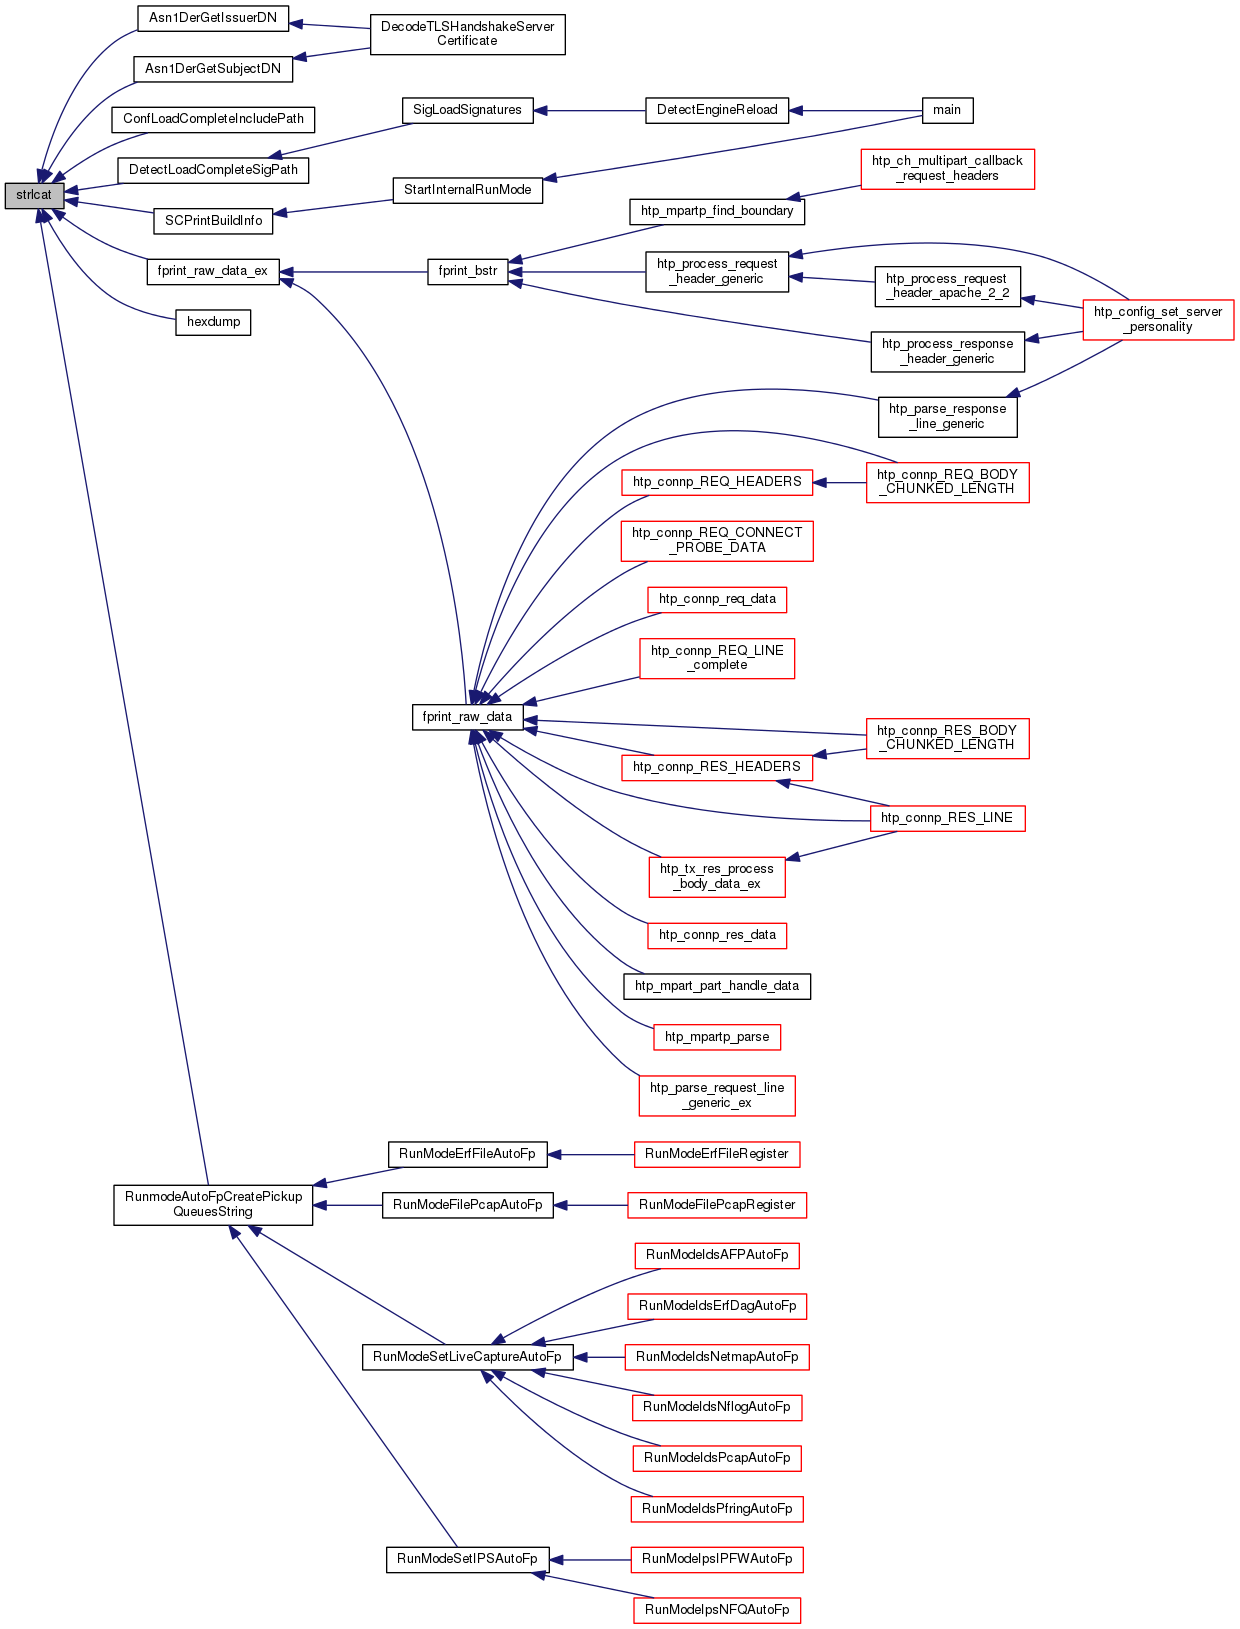 Asn1DerGetIssuerDN
DecodeTLSHandshakeServer
Certificate
Asn1DerGetSubjectDN
SigLoadSignatures
DetectEngineReload
main
ConfLoadCompleteIncludePath
DetectLoadCompleteSigPath
htp_ch_multipart_callback
_request_headers
strlcat
StartInternalRunMode
SCPrintBuildInfo
htp_mpartp_find_boundary
fprint_raw_data_ex
fprint_bstr
htp_process_request
_header_generic
htp_process_request
_header_apache_2_2
htp_config_set_server
_personality
hexdump
htp_process_response
_header_generic
htp_parse_response
_line_generic
htp_connp_REQ_HEADERS
htp_connp_REQ_BODY
_CHUNKED_LENGTH
htp_connp_REQ_CONNECT
_PROBE_DATA
htp_connp_req_data
htp_connp_REQ_LINE
_complete
fprint_raw_data
htp_connp_RES_BODY
_CHUNKED_LENGTH
htp_connp_RES_HEADERS
htp_connp_RES_LINE
htp_tx_res_process
_body_data_ex
htp_connp_res_data
htp_mpart_part_handle_data
htp_mpartp_parse
htp_parse_request_line
_generic_ex
RunModeErfFileAutoFp
RunModeErfFileRegister
RunmodeAutoFpCreatePickup
QueuesString
RunModeFilePcapAutoFp
RunModeFilePcapRegister
RunModeIdsAFPAutoFp
RunModeIdsErfDagAutoFp
RunModeSetLiveCaptureAutoFp
RunModeIdsNetmapAutoFp
RunModeIdsNflogAutoFp
RunModeIdsPcapAutoFp
RunModeIdsPfringAutoFp
RunModeSetIPSAutoFp
RunModeIpsIPFWAutoFp
RunModeIpsNFQAutoFp